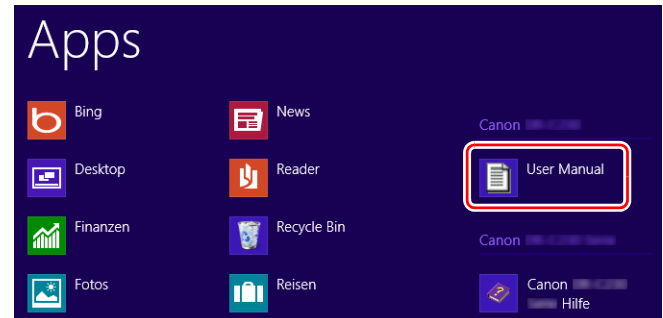 Apps
Bing
Desktop
Finanzen
Fotos
News
Reader
Recycle Bin
Reisen
Canon
User Manual
Canon
Canon
Hilfe